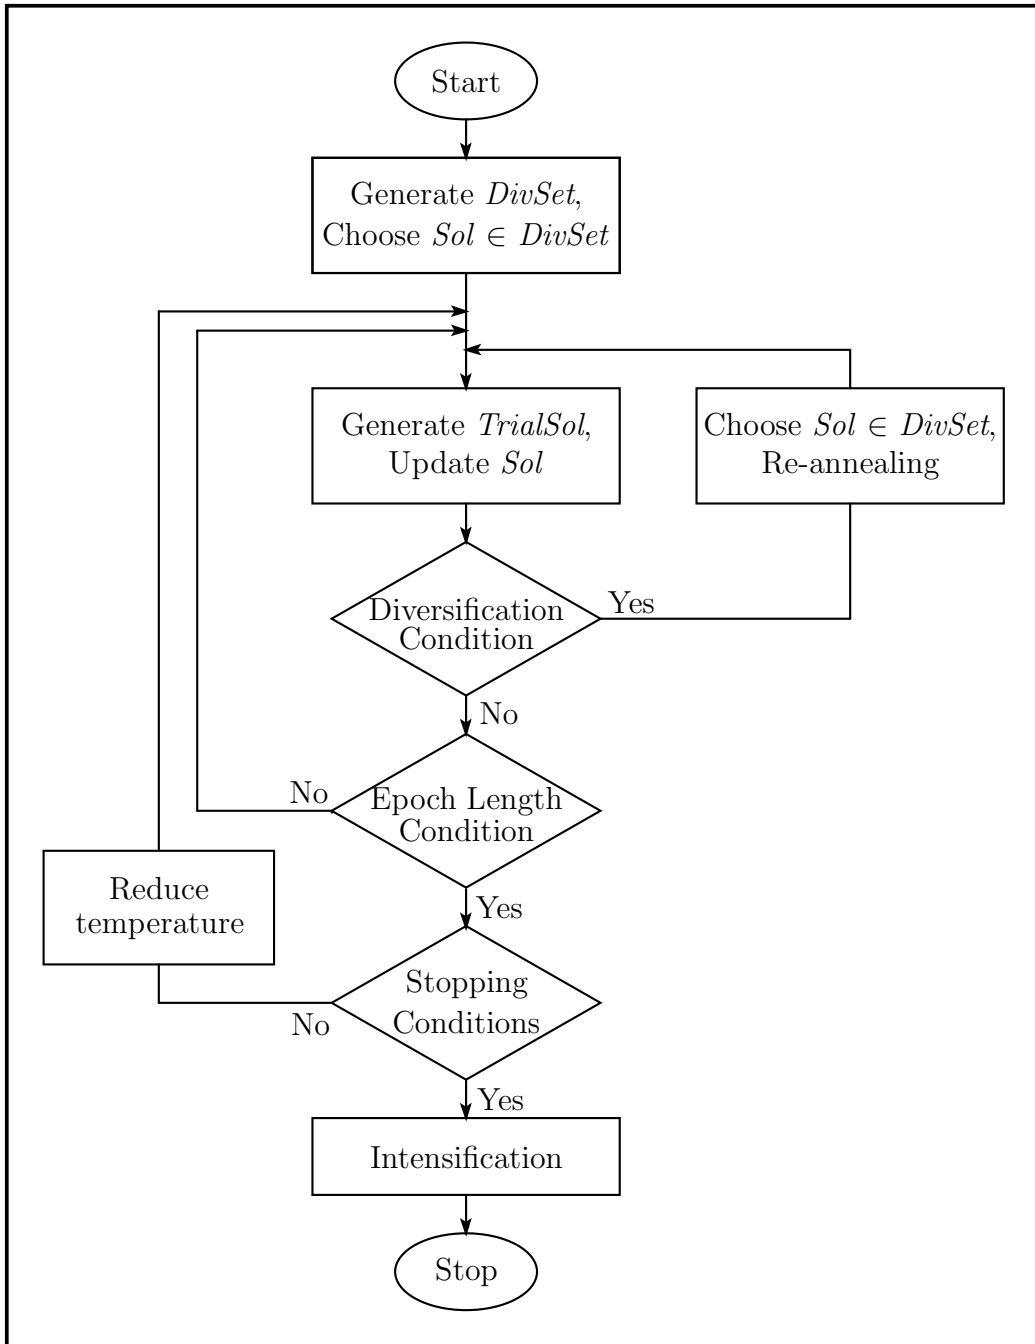 Start
Generate DivSet,
Choose Sol ∈ DivSet
Generate TrialSol,
Update Sol
Choose Sol ∈ DivSet,
Re-annealing
Diversification
Condition
Yes
No
Epoch Length
Condition
No
Yes
Reduce
temperature
Stopping
Conditions
No
Yes
Intensification
Stop